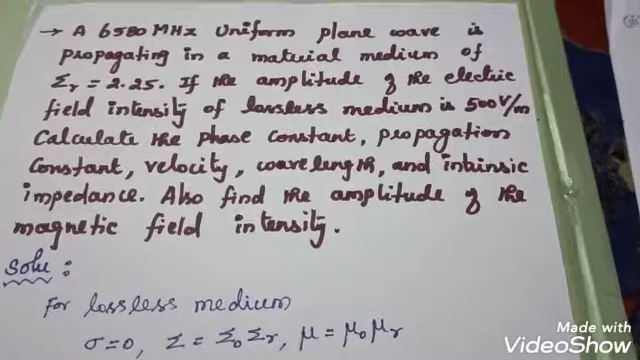 → A 6580 MHz Uniform plane wave is
propagating in a material medium of
Σr = 2.25. If the amplitude of the electric
field intensity of lossless medium is 500 V/m
Calculate the phase constant, propagation
constant, velocity, wavelength, and intrinsic
impedance. Also find the amplitude of the
magnetic field intensity.
Solu :
For lossless medium
σ=0, Σ = Σ₀ Σr, μ = μ₀ μr
Made with
VideoShow